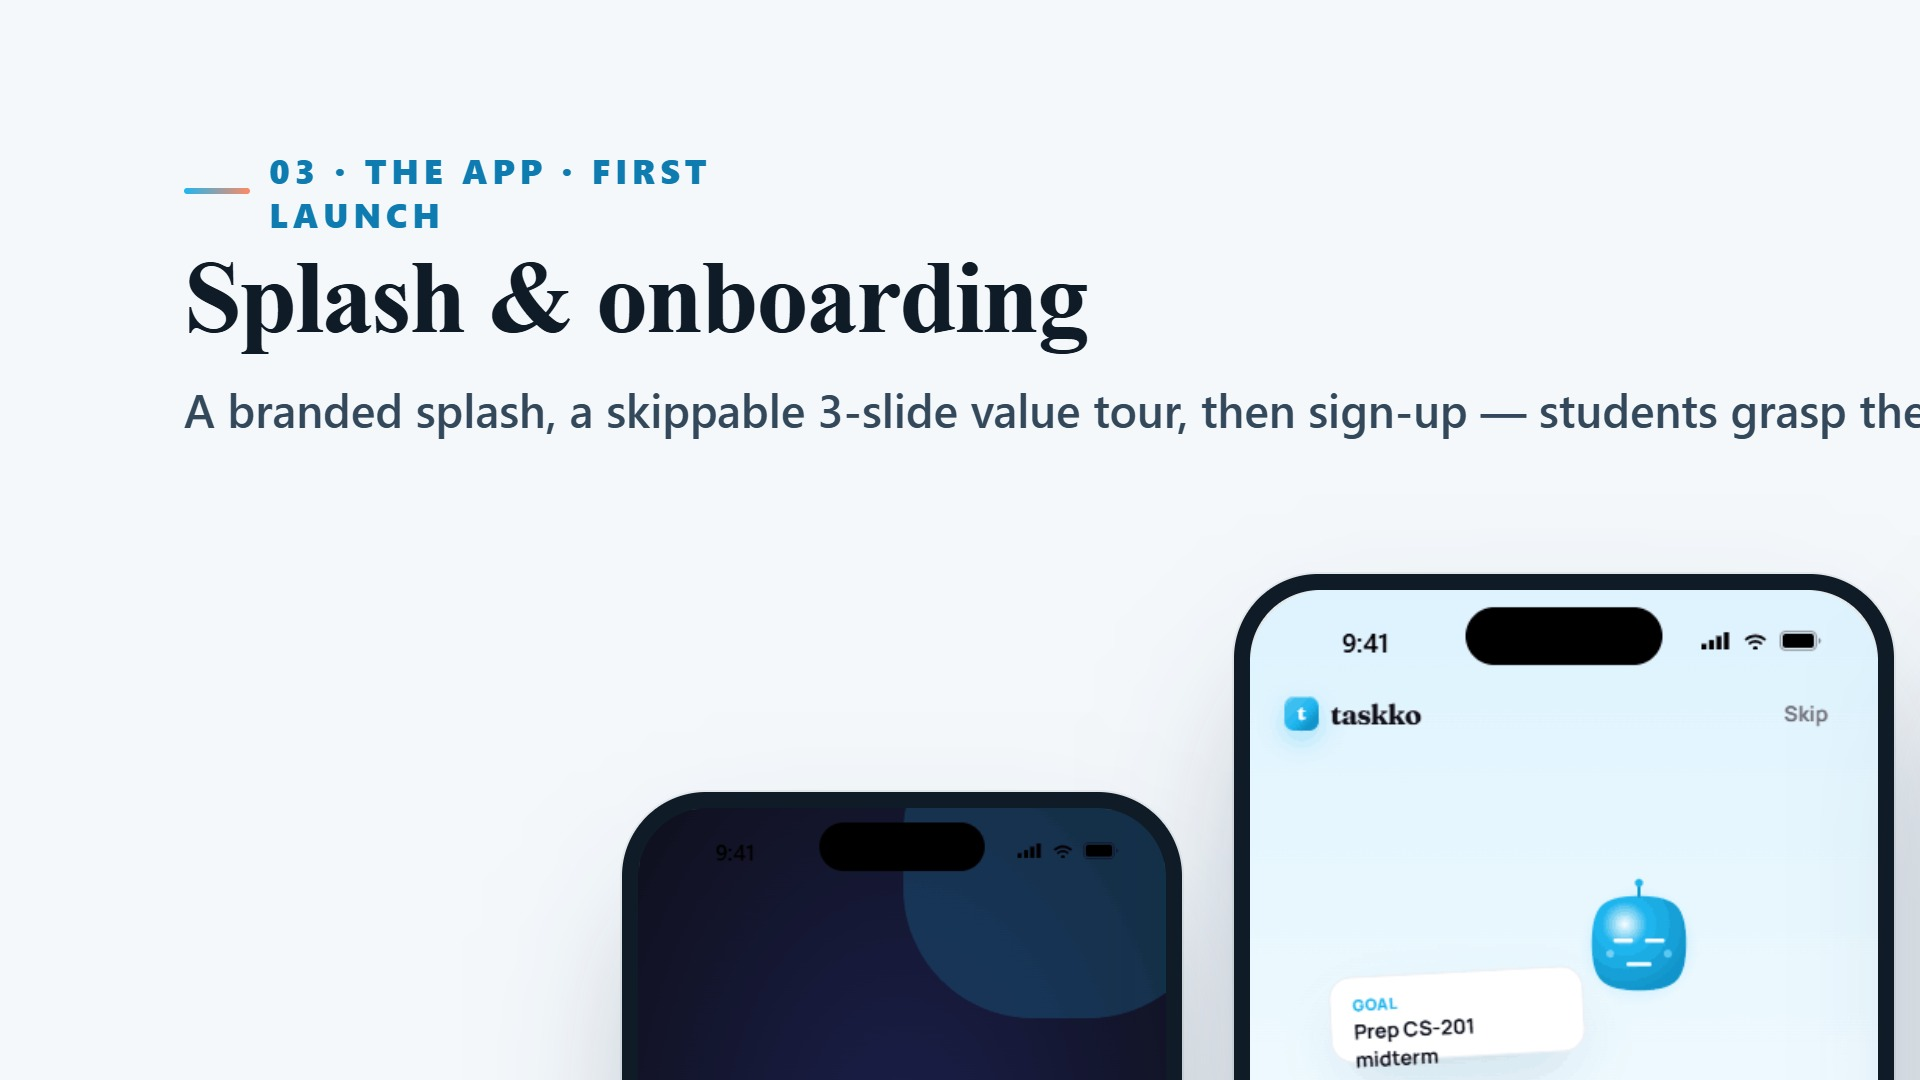 03 · THE APP · FIRST
LAUNCH
Splash & onboarding
A branded splash, a skippable 3-slide value tour, then sign-up — students grasp the
9:41
t taskko
Skip
9:41
GOAL
Prep CS-201
midterm